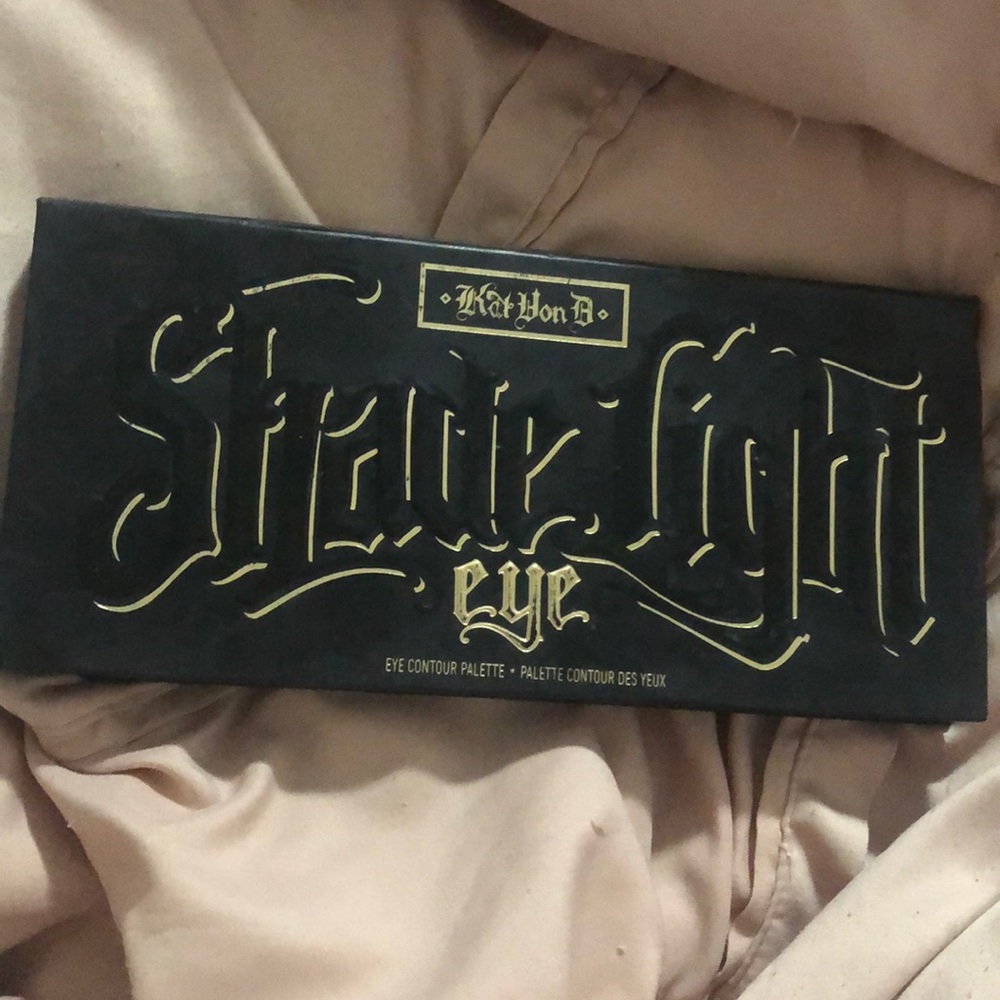 Kat Von D
Shade Light
eye
EYE CONTOUR PALETTE • PALETTE CONTOUR DES YEUX